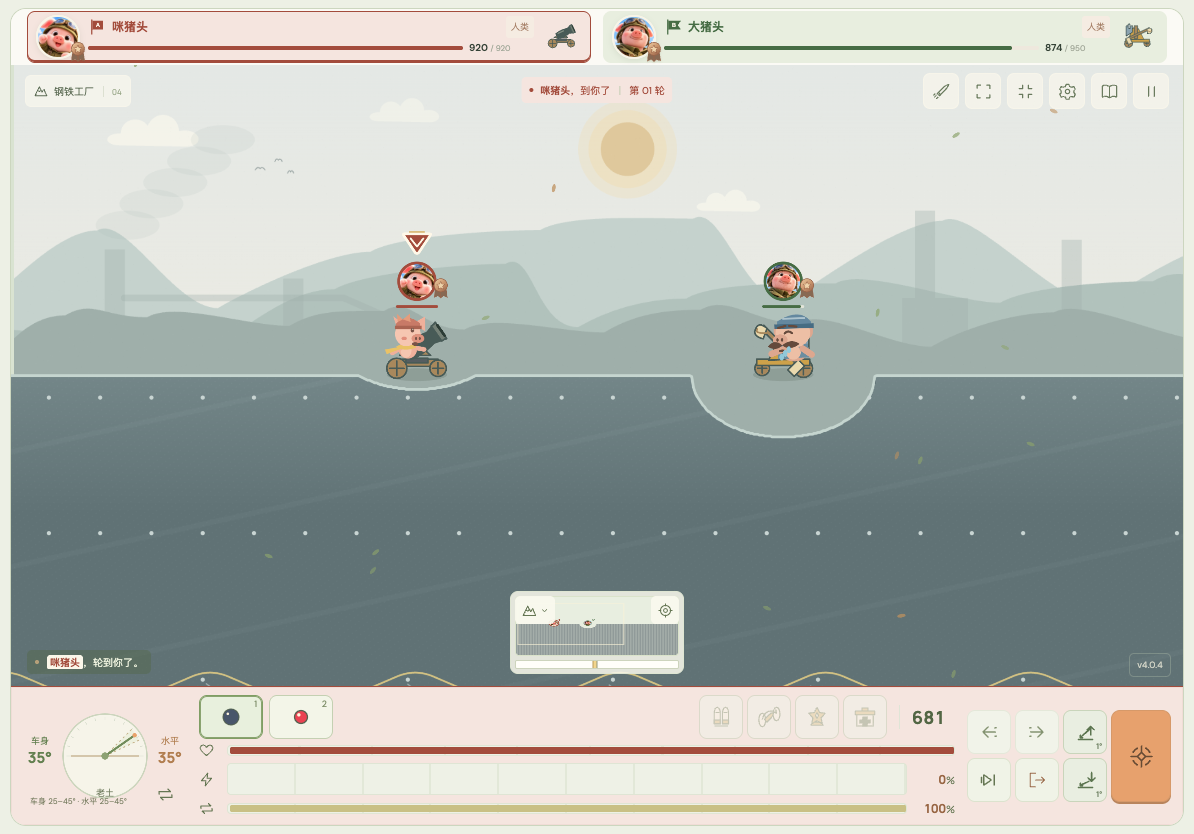 咪猪头
人类
920 / 920
大猪头
人类
874 / 950
钢铁工厂 04
咪猪头，到你了 第 01 轮
咪猪头，轮到你了。
v4.0.4
1
2
681
车身
35°
水平
35°
老土
车身 25–45° · 水平 25–45°
0%
100%
1°
1°